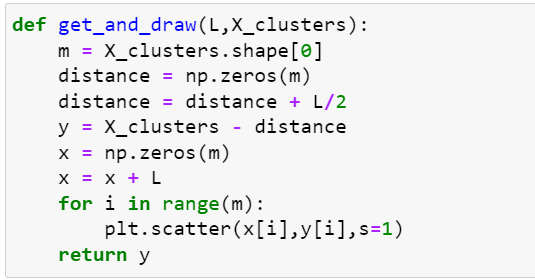 def get_and_draw(L,X_clusters):
    m = X_clusters.shape[0]
    distance = np.zeros(m)
    distance = distance + L/2
    y = X_clusters - distance
    x = np.zeros(m)
    x = x + L
    for i in range(m):
        plt.scatter(x[i],y[i],s=1)
    return y